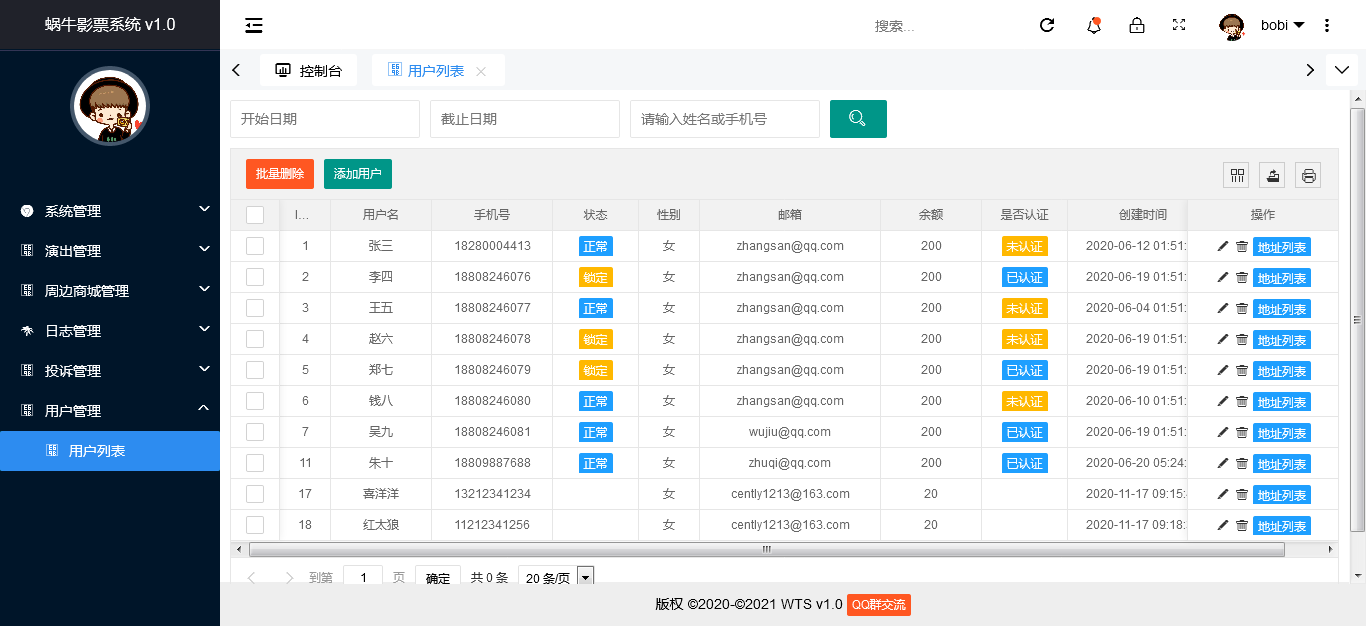 蜗牛影票系统 v1.0
搜索...
bobi
控制台
用户列表
系统管理
演出管理
周边商城管理
日志管理
投诉管理
用户管理
用户列表
开始日期 截止日期 请输入姓名或手机号
批量删除 添加用户
I... 用户名 手机号 状态 性别 邮箱 余额 是否认证 创建时间 操作
1 张三 18280004413 正常 女 zhangsan@qq.com 200 未认证 2020-06-12 01:51: 地址列表
2 李四 18808246076 锁定 女 zhangsan@qq.com 200 已认证 2020-06-19 01:51: 地址列表
3 王五 18808246077 正常 女 zhangsan@qq.com 200 未认证 2020-06-04 01:51: 地址列表
4 赵六 18808246078 锁定 女 zhangsan@qq.com 200 未认证 2020-06-19 01:51: 地址列表
5 郑七 18808246079 锁定 女 zhangsan@qq.com 200 已认证 2020-06-19 01:51: 地址列表
6 钱八 18808246080 正常 女 zhangsan@qq.com 200 未认证 2020-06-10 01:51: 地址列表
7 吴九 18808246081 正常 女 wujiu@qq.com 200 已认证 2020-06-19 01:51: 地址列表
11 朱十 18809887688 正常 女 zhuqi@qq.com 200 已认证 2020-06-20 05:24: 地址列表
17 喜洋洋 13212341234 女 cently1213@163.com 20 2020-11-17 09:15: 地址列表
18 红太狼 11212341256 女 cently1213@163.com 20 2020-11-17 09:18: 地址列表
到第 1 页 确定 共 0 条 20 条/页
版权 ©2020-©2021 WTS v1.0 QQ群交流